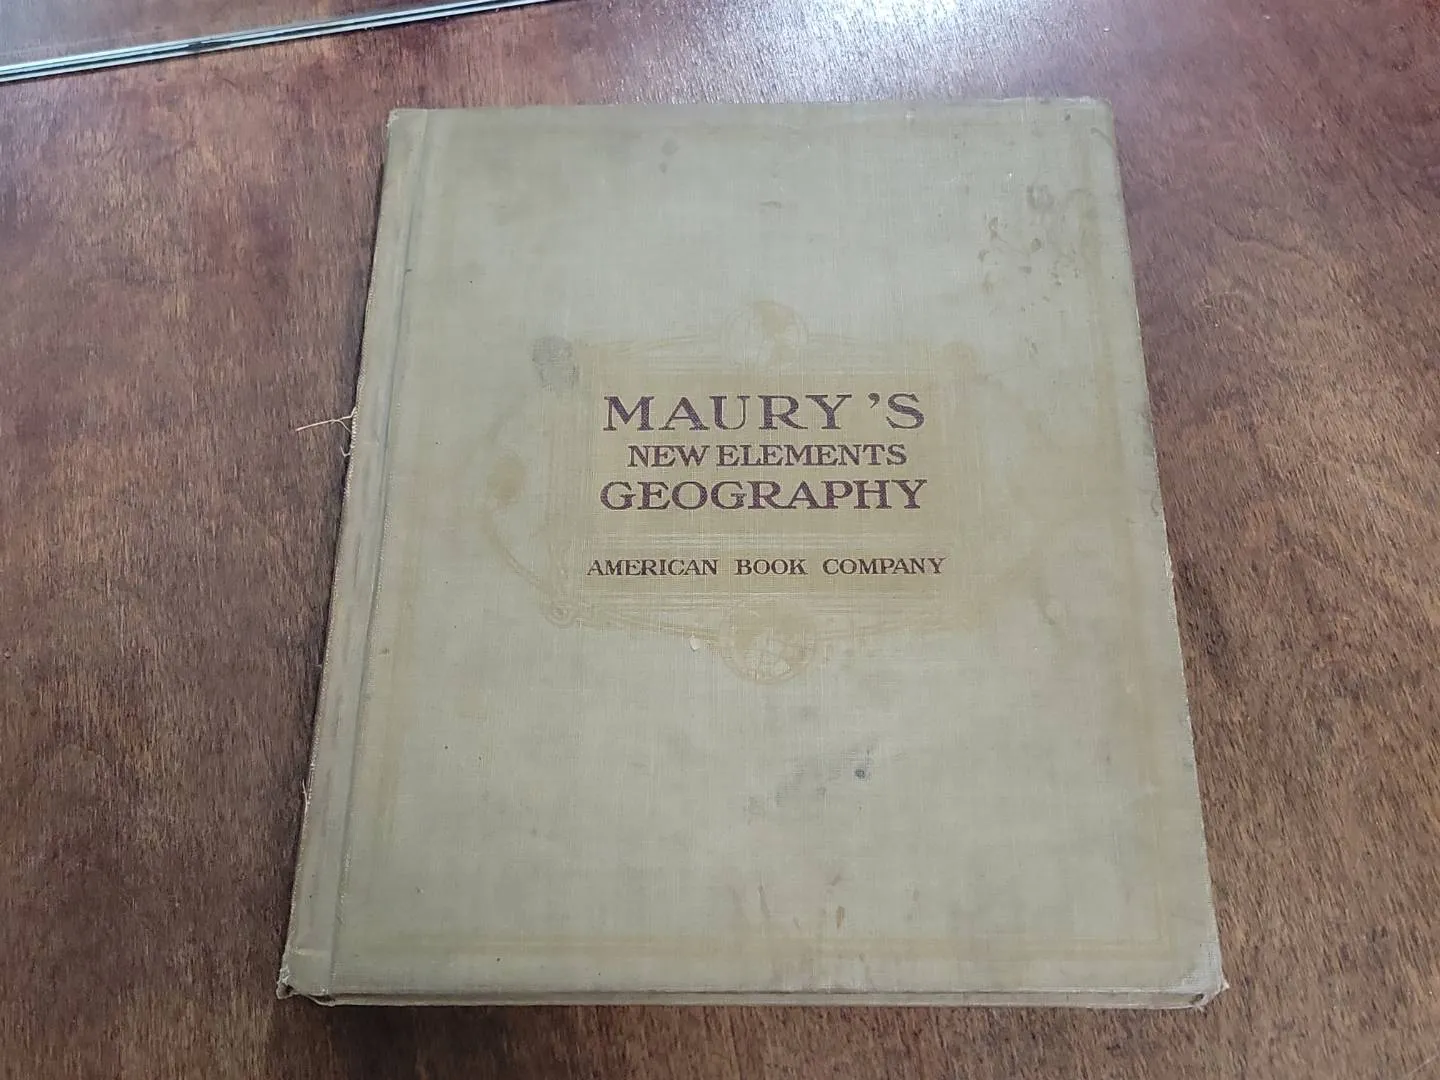 MAURY'S
NEW ELEMENTS
GEOGRAPHY
AMERICAN BOOK COMPANY